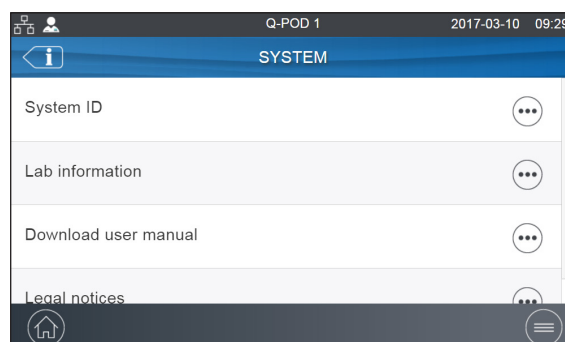 Q-POD 1 2017-03-10 09:29
i SYSTEM
System ID
Lab information
Download user manual
Legal notices